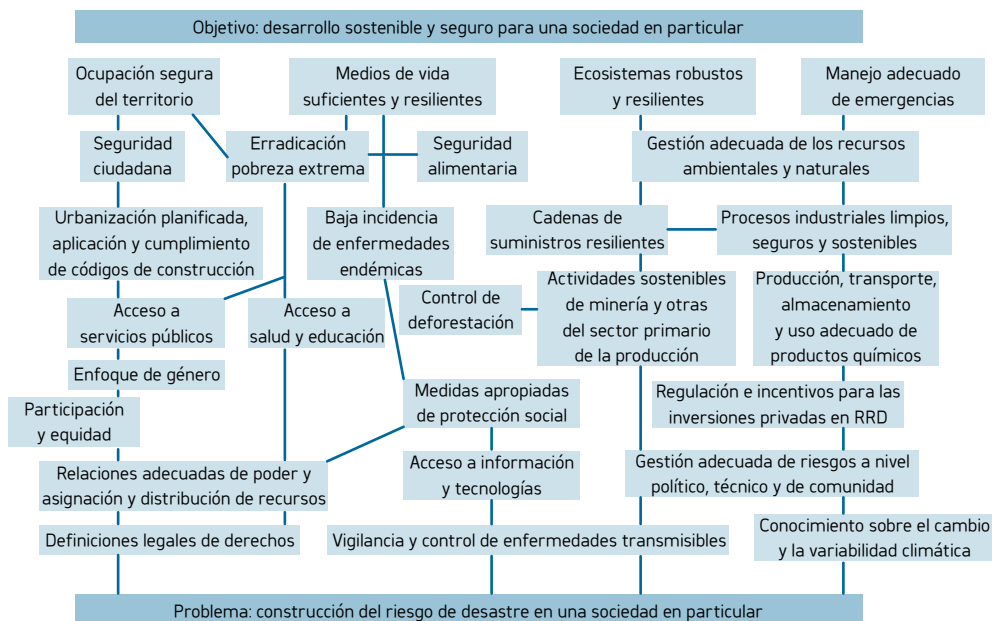 Objetivo: desarrollo sostenible y seguro para una sociedad en particular
Ocupación segura
del territorio
Medios de vida
suficientes y resilientes
Ecosistemas robustos
y resilientes
Manejo adecuado
de emergencias
Seguridad
ciudadana
Erradicación
pobreza extrema
Seguridad
alimentaria
Gestión adecuada de los recursos
ambientales y naturales
Urbanización planificada,
aplicación y cumplimiento
de códigos de construcción
Baja incidencia
de enfermedades
endémicas
Cadenas de
suministros resilientes
Procesos industriales limpios,
seguros y sostenibles
Acceso a
servicios públicos
Acceso a
salud y educación
Control de
deforestación
Actividades sostenibles
de minería y otras
del sector primario
de la producción
Producción, transporte,
almacenamiento
y uso adecuado de
productos químicos
Enfoque de género
Participación
y equidad
Medidas apropiadas
de protección social
Regulación e incentivos para las
inversiones privadas en RRD
Relaciones adecuadas de poder y
asignación y distribución de recursos
Acceso a información
y tecnologías
Gestión adecuada de riesgos a nivel
político, técnico y de comunidad
Definiciones legales de derechos
Vigilancia y control de enfermedades transmisibles
Conocimiento sobre el cambio
y la variabilidad climática
Problema: construcción del riesgo de desastre en una sociedad en particular